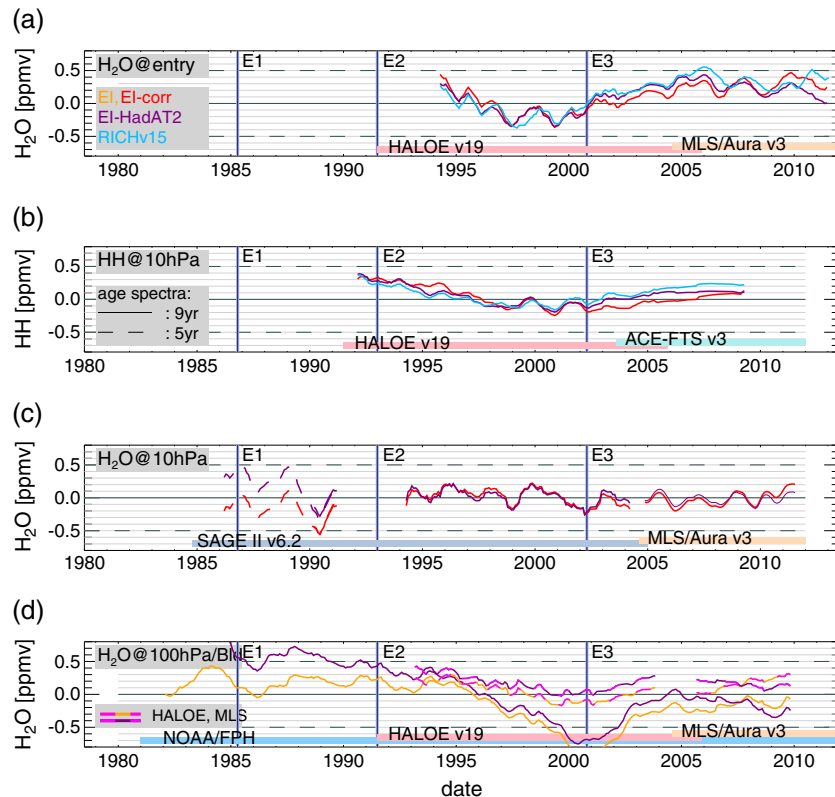 (a)
H2O [ppmv]
0.5
0.0
-0.5
H2O@entry
EI, EI-corr
EI-HadAT2
RICHv15
E1
E2
E3
HALOE v19
MLS/Aura v3
1980 1985 1990 1995 2000 2005 2010
(b)
HH [ppmv]
0.5
0.0
-0.5
HH@10hPa
age spectra:
: 9yr
: 5yr
E1
E2
E3
HALOE v19
ACE-FTS v3
1980 1985 1990 1995 2000 2005 2010
(c)
H2O [ppmv]
0.5
0.0
-0.5
H2O@10hPa
E1
E2
E3
SAGE II v6.2
MLS/Aura v3
1980 1985 1990 1995 2000 2005 2010
(d)
H2O [ppmv]
0.5
0.0
-0.5
H2O@100hPa/
E1
E2
E3
HALOE, MLS
NOAA/FPH
HALOE v19
MLS/Aura v3
1980 1985 1990 1995 2000 2005 2010
date